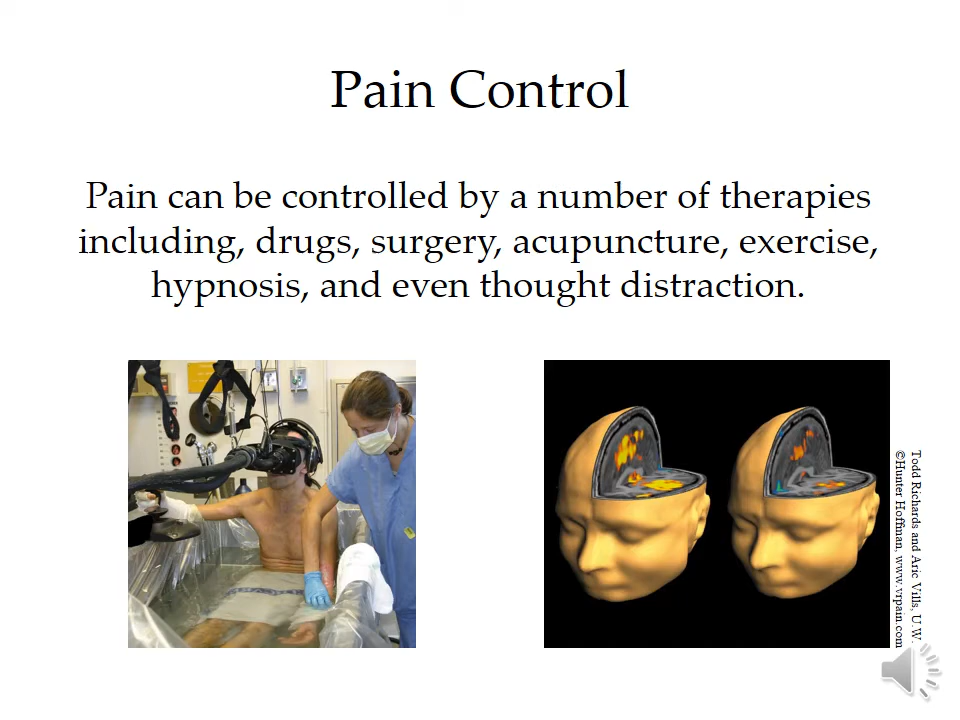 Pain Control
Pain can be controlled by a number of therapies
including, drugs, surgery, acupuncture, exercise,
hypnosis, and even thought distraction.
Todd Richards and Aric Vills, U.W.
©Hunter Hoffman, www.vrpain.com